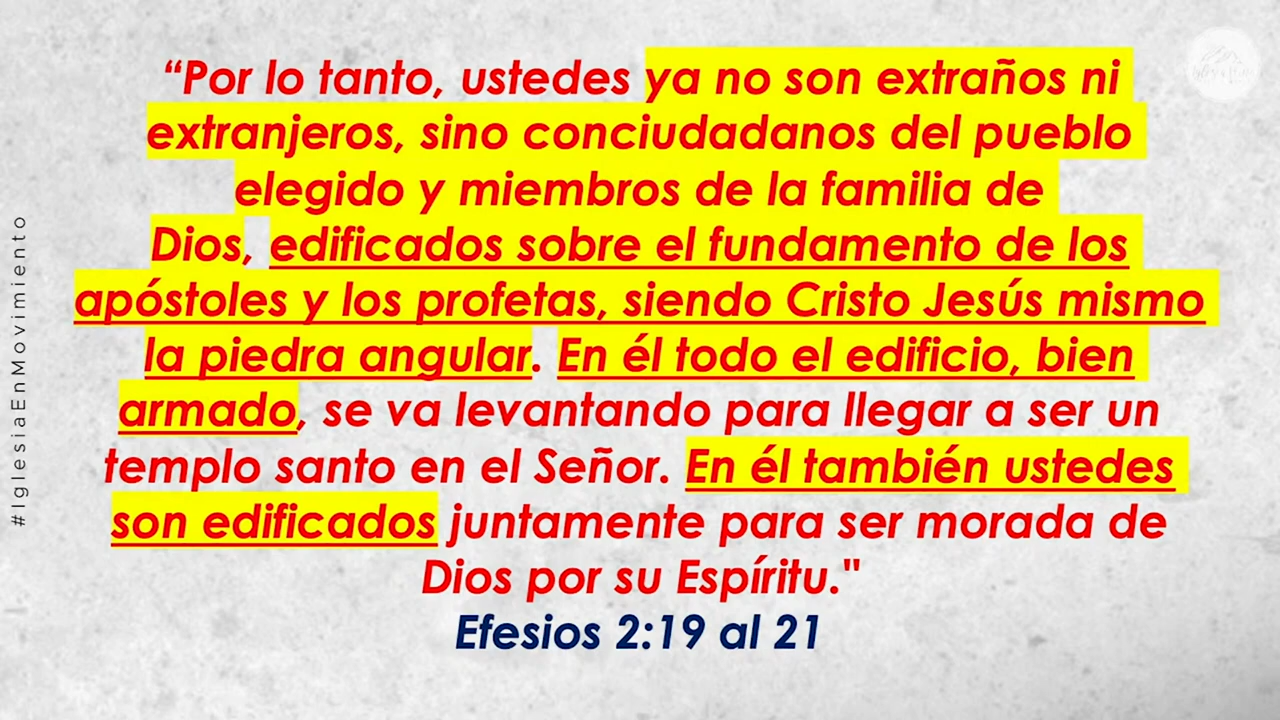 “Por lo tanto, ustedes ya no son extraños ni
extranjeros, sino conciudadanos del pueblo
elegido y miembros de la familia de
Dios, edificados sobre el fundamento de los
apóstoles y los profetas, siendo Cristo Jesús mismo
la piedra angular. En él todo el edificio, bien
armado, se va levantando para llegar a ser un
templo santo en el Señor. En él también ustedes
son edificados juntamente para ser morada de
Dios por su Espíritu."
Efesios 2:19 al 21
#IglesiaEnMovimiento